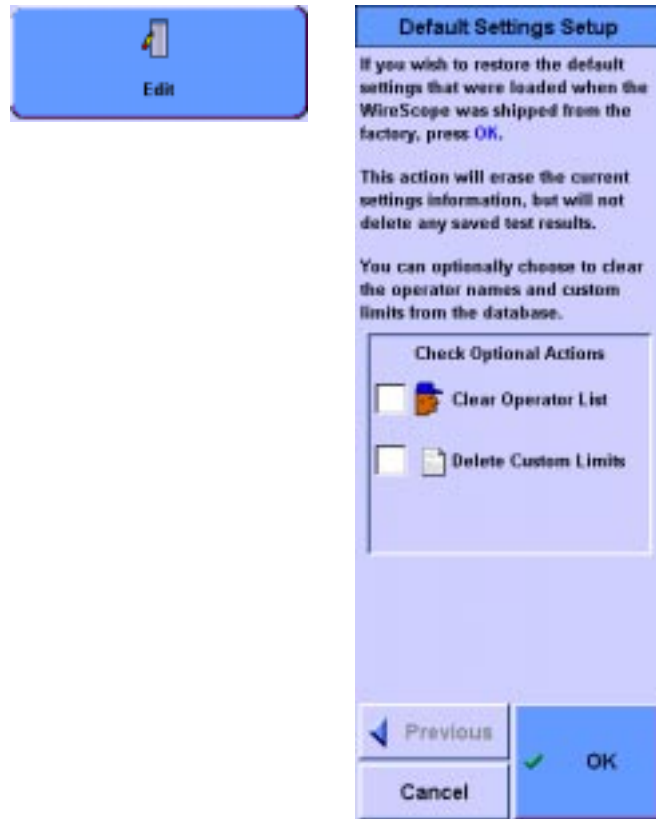 Edit
Default Settings Setup
If you wish to restore the default
settings that were loaded when the
WireScope was shipped from the
factory, press OK.
This action will erase the current
settings information, but will not
delete any saved test results.
You can optionally choose to clear
the operator names and custom
limits from the database.
Check Optional Actions
Clear Operator List
Delete Custom Limits
Previous
OK
Cancel